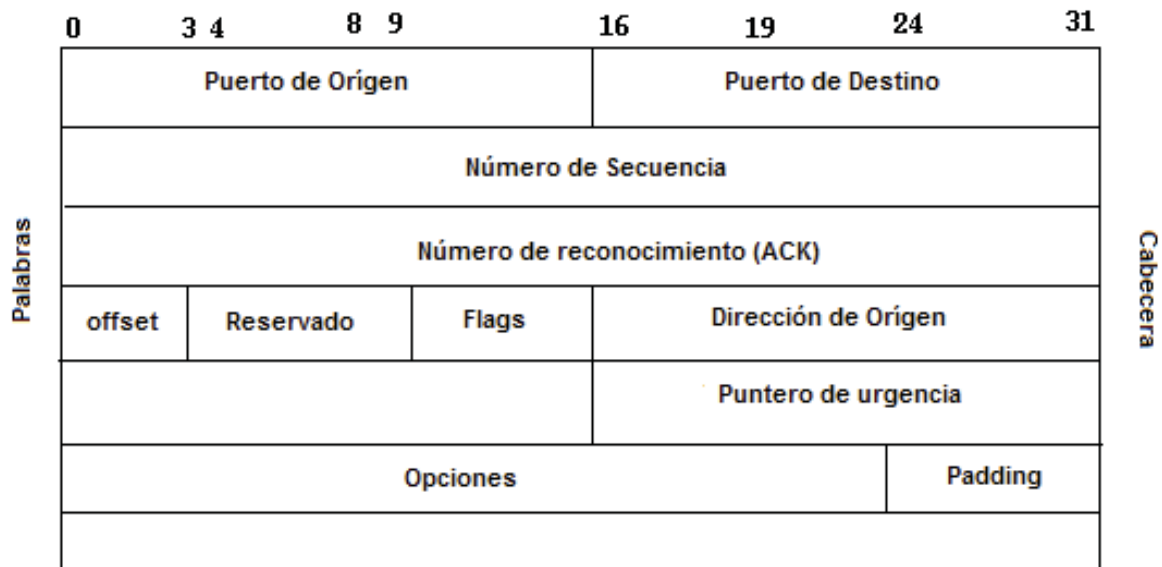 0 3 4 8 9 16 19 24 31
Puerto de Orígen Puerto de Destino
Número de Secuencia
Número de reconocimiento (ACK)
Palabras
Cabecera
offset Reservado Flags Dirección de Orígen
Puntero de urgencia
Opciones Padding